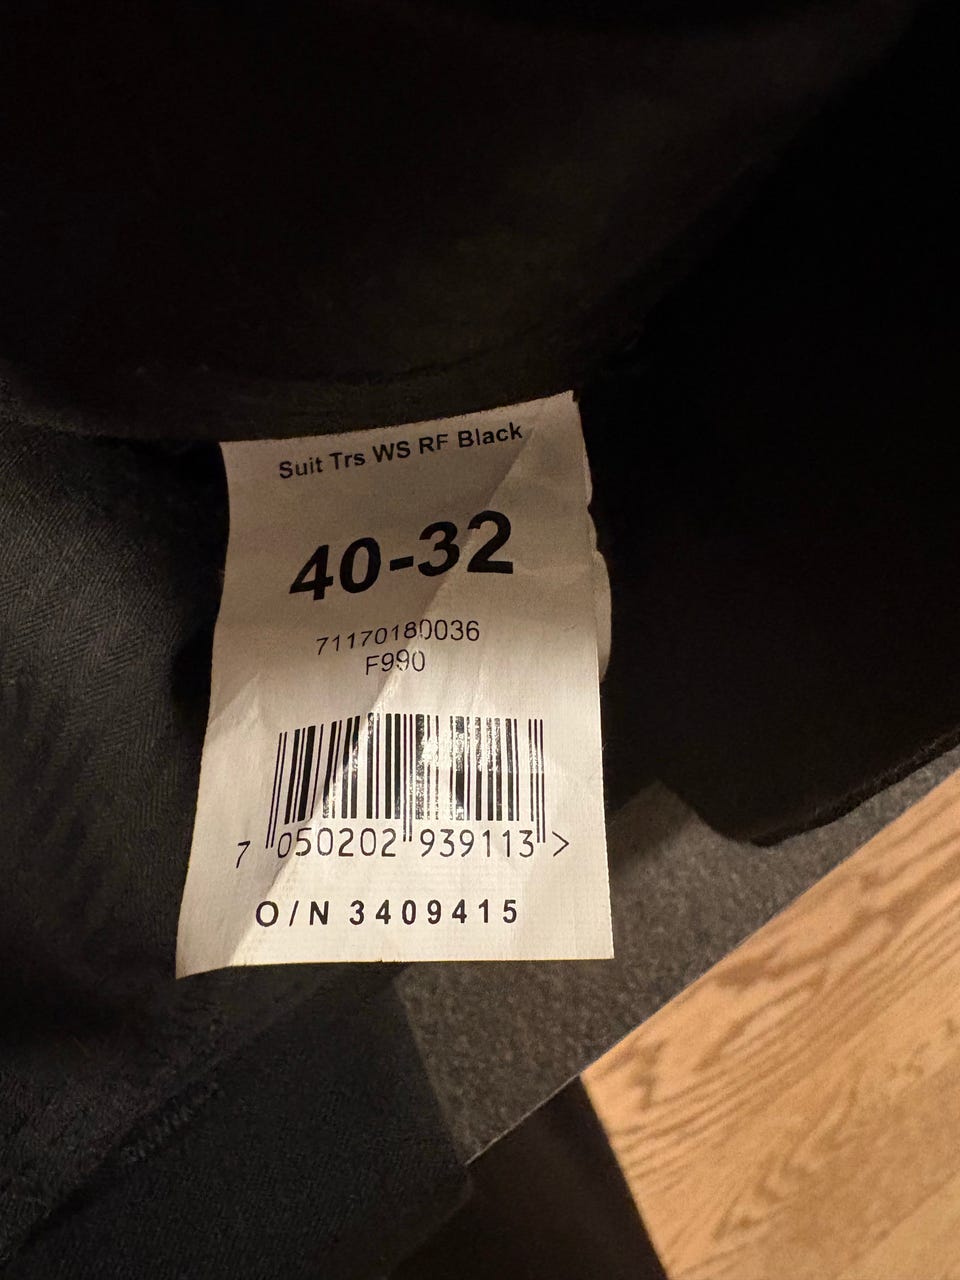 Suit Trs WS RF Black
40-32
71170180036
F990
7 050202 939113 >
O/N 3409415